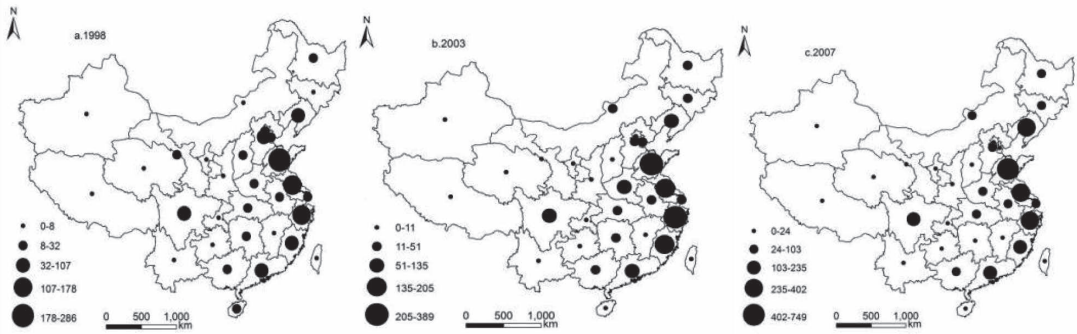 N
a.1998
0-8
8-32
32-107
107-178
178-286
0 500 1,000
km
N
b.2003
0-11
11-51
51-135
135-205
205-389
0 500 1,000
km
N
c.2007
0-24
24-103
103-235
235-402
402-749
0 500 1,000
km